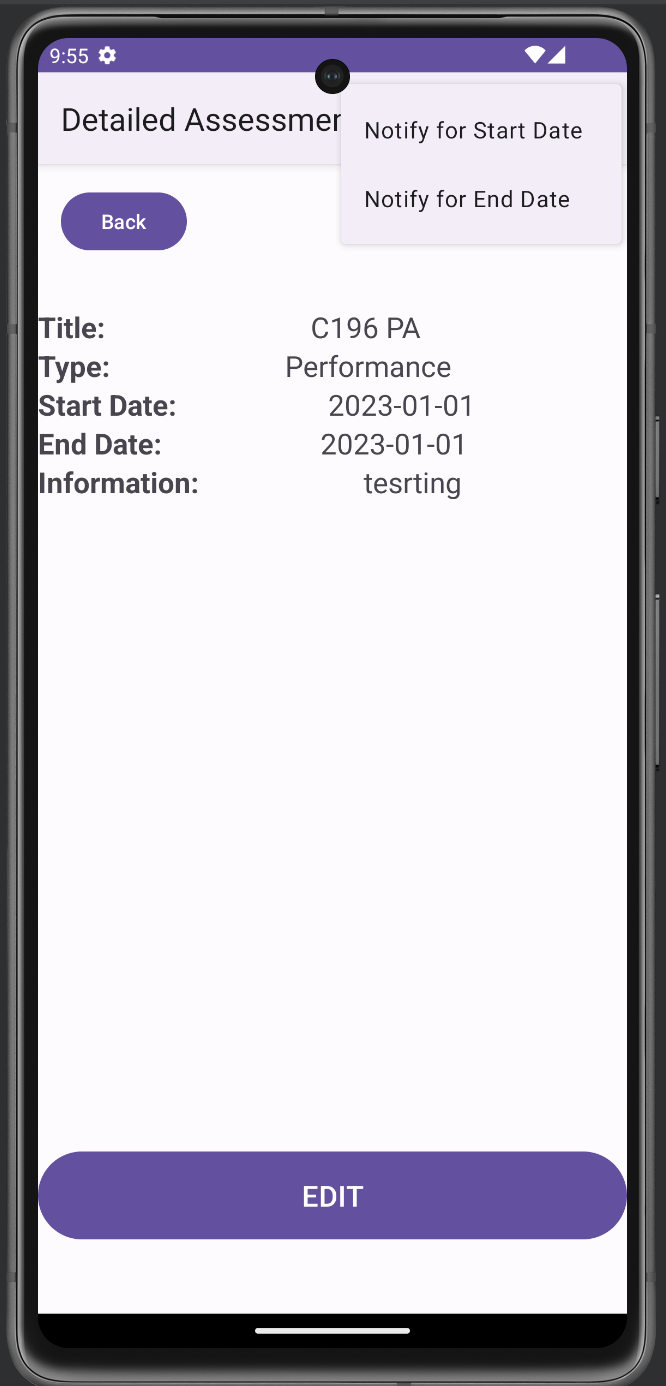 9:55
Detailed Assessmen
Notify for Start Date
Notify for End Date
Back
Title: C196 PA
Type: Performance
Start Date: 2023-01-01
End Date: 2023-01-01
Information: tesrting
EDIT